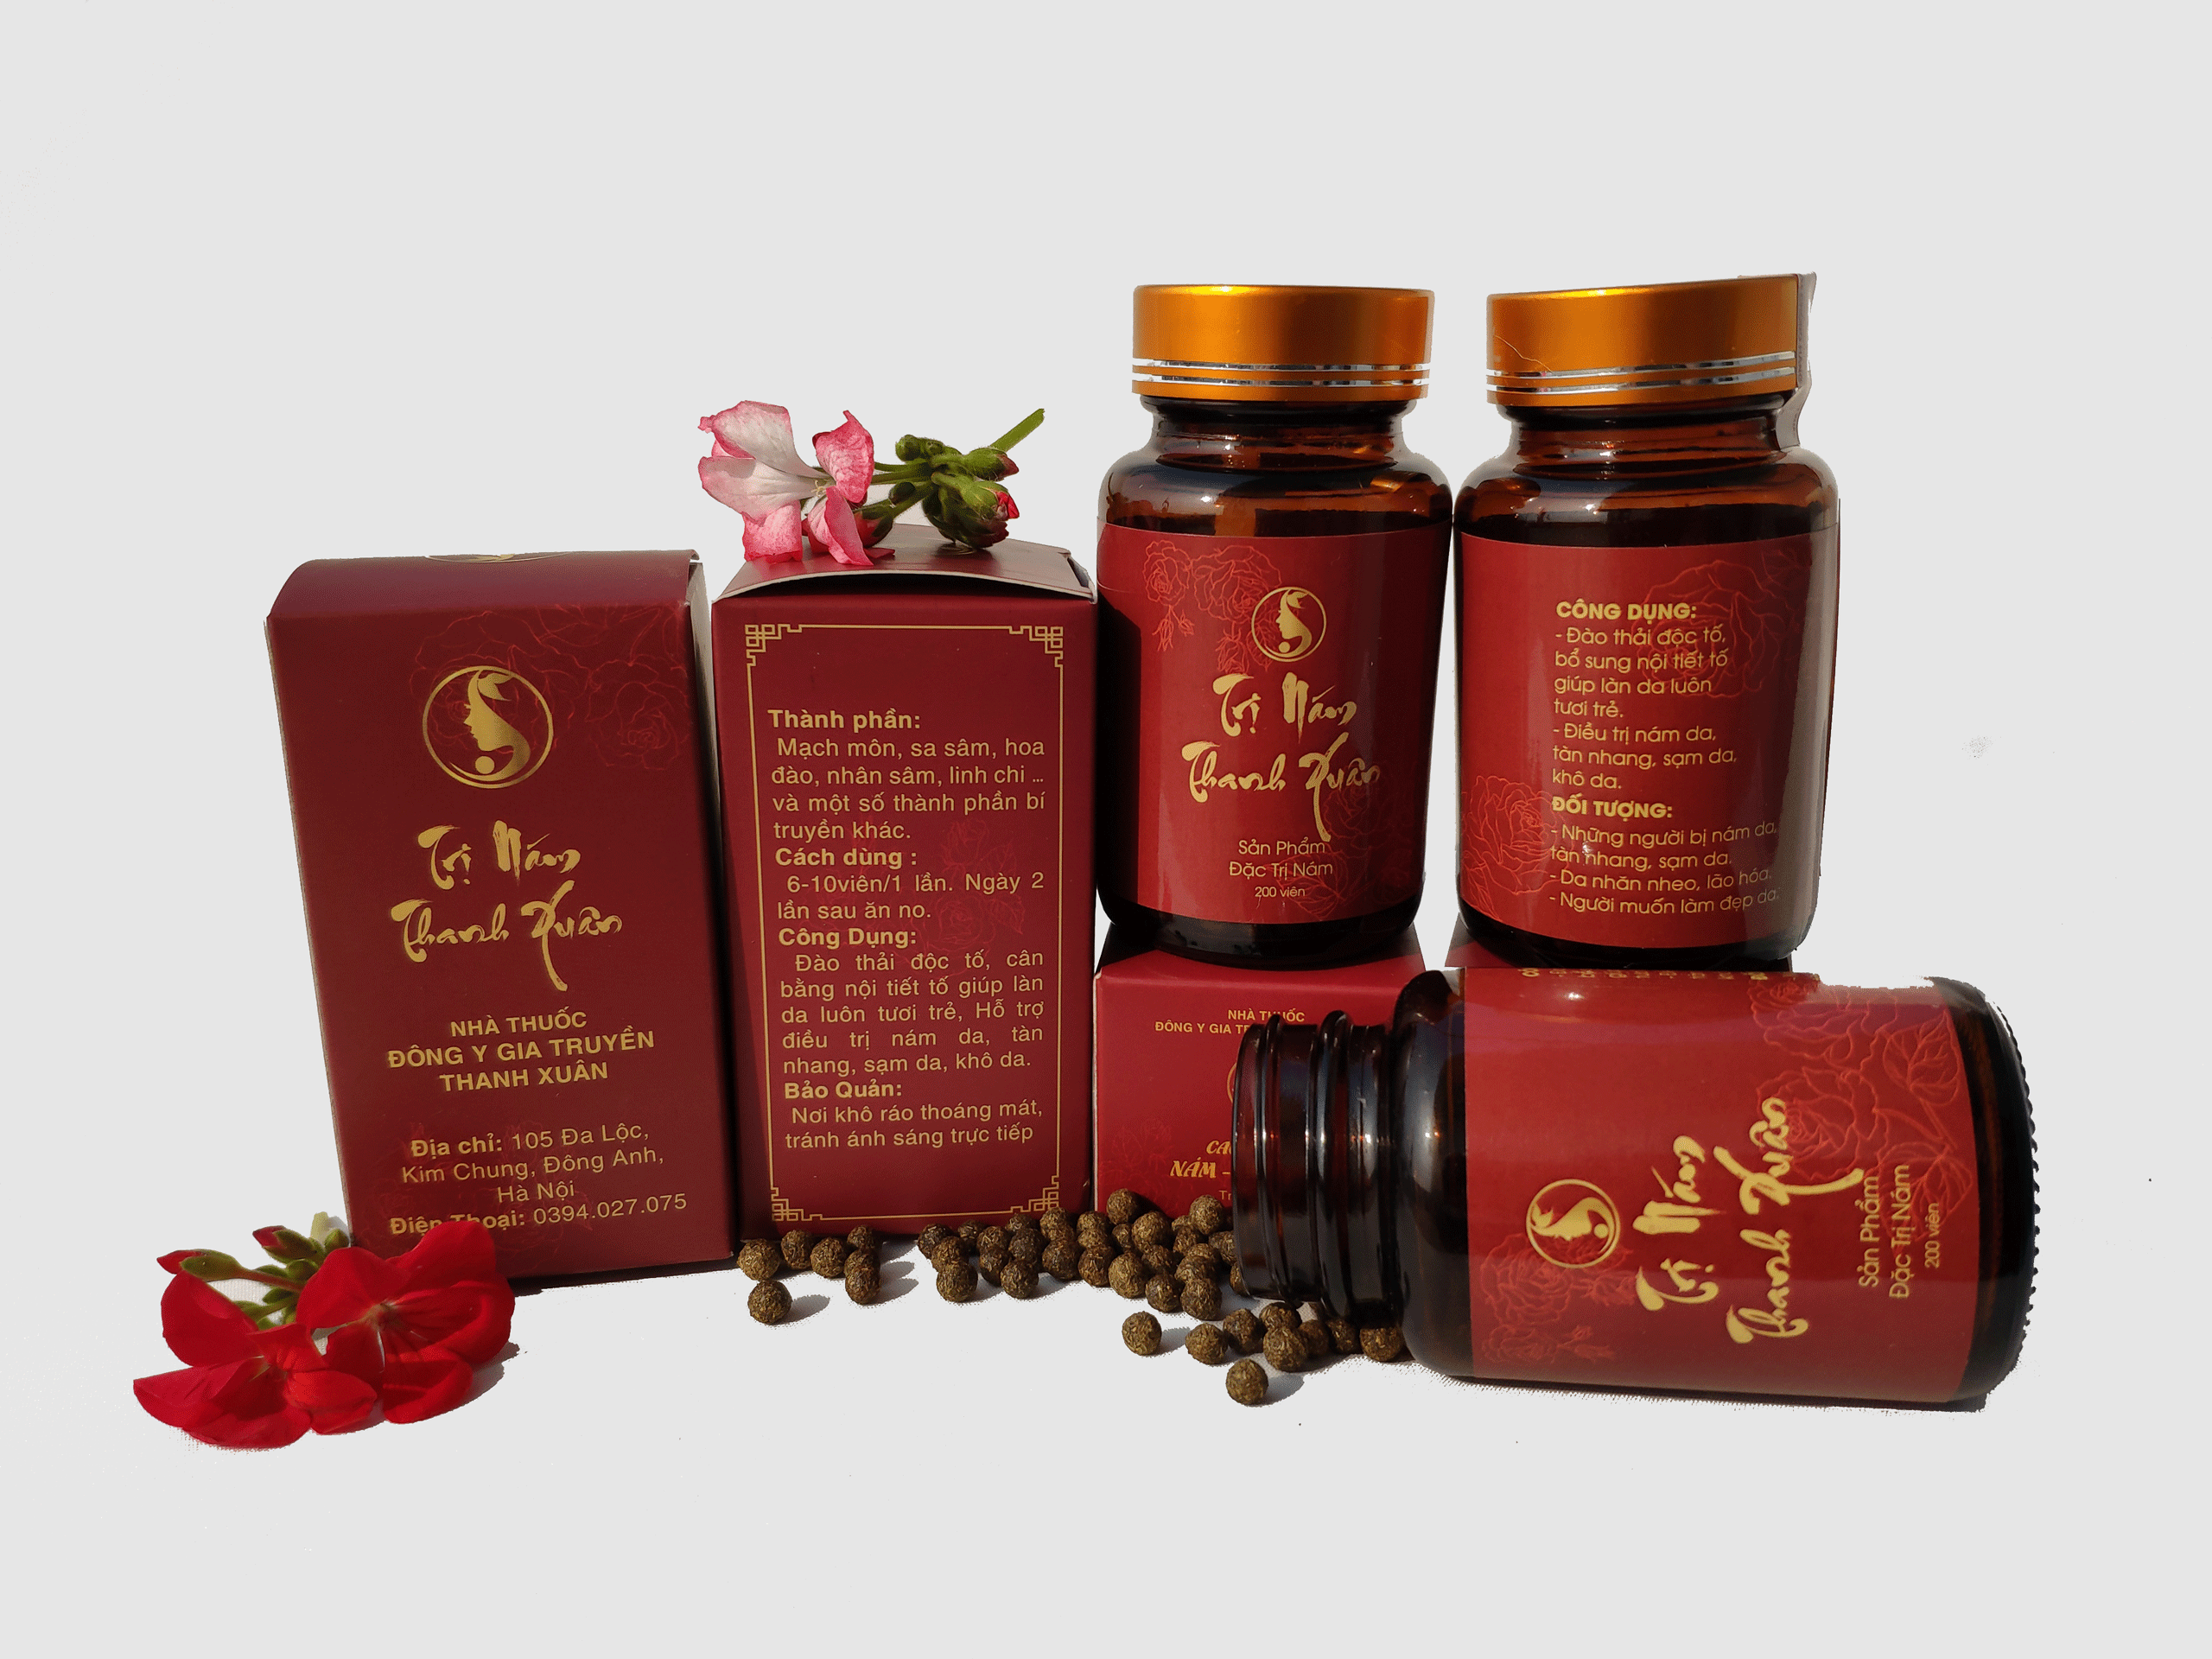 Trị Nám
Thanh Xuân
NHÀ THUỐC
ĐÔNG Y GIA TRUYỀN
THANH XUÂN
Địa chỉ: 105 Đa Lộc,
Kim Chung, Đông Anh,
Hà Nội
Điện Thoại: 0394.027.075
Thành phần:
Mạch môn, sa sâm, hoa
đào, nhân sâm, linh chi ...
và một số thành phần bí
truyền khác.
Cách dùng :
6-10viên/1 lần. Ngày 2
lần sau ăn no.
Công Dụng:
Đào thải độc tố, cân
bằng nội tiết tố giúp làn
da luôn tươi trẻ, Hỗ trợ
điều trị nám da, tàn
nhang, sạm da, khô da.
Bảo Quản:
Nơi khô ráo thoáng mát,
tránh ánh sáng trực tiếp
Trị Nám
Thanh Xuân
Sản Phẩm
Đặc Trị Nám
200 viên
CÔNG DỤNG:
- Đào thải độc tố,
bổ sung nội tiết tố
giúp làn da luôn
tươi trẻ.
- Điều trị nám da,
tàn nhang, sạm da,
khô da.
ĐỐI TƯỢNG:
- Những người bị nám da,
tàn nhang, sạm da.
- Da nhăn nheo, lão hóa.
- Người muốn làm đẹp da.
NHÀ THUỐC
ĐÔNG Y GIA
NÁM -
Trị Nám
Thanh Xuân
Sản Phẩm
Đặc Trị Nám
200 viên